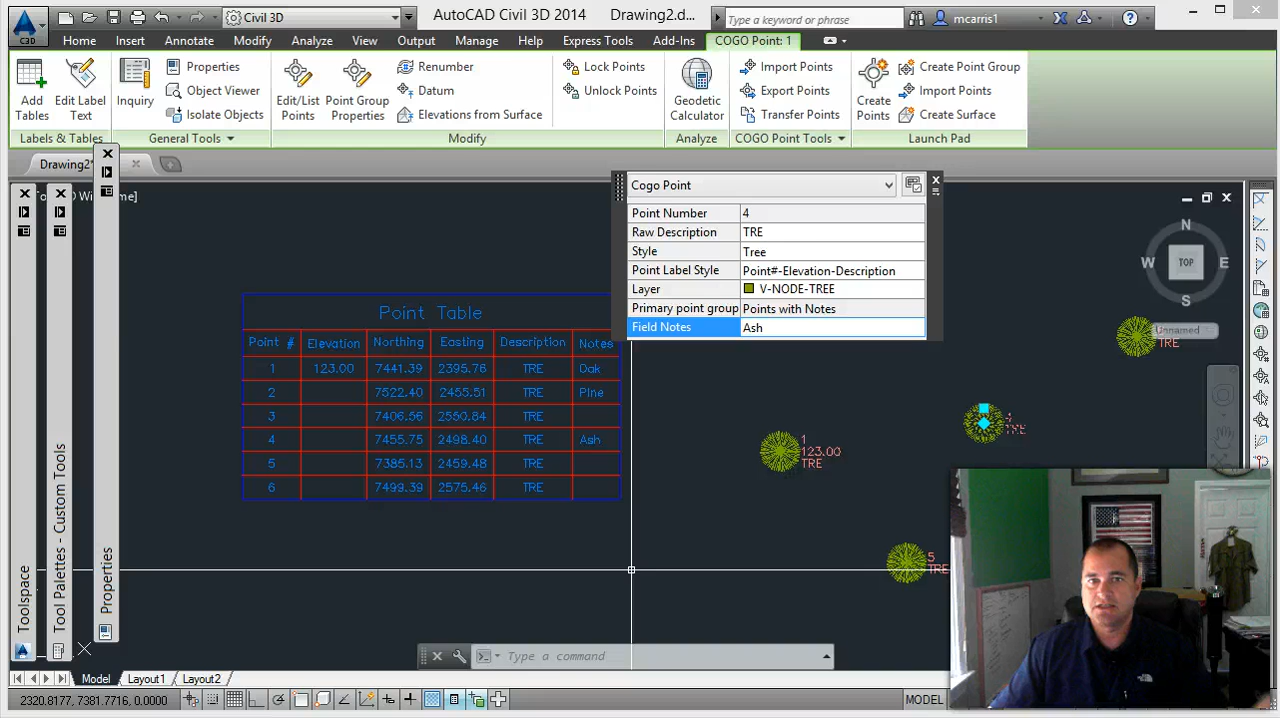 Civil 3D
AutoCAD Civil 3D 2014
Drawing2.d...
Type a keyword or phrase
mcarris1
C3D
Home
Insert
Annotate
Modify
Analyze
View
Output
Manage
Help
Express Tools
Add-Ins
COGO Point: 1
Add Tables
Edit Label Text
Inquiry
Properties
Object Viewer
Isolate Objects
Edit/List Points
Point Group Properties
Renumber
Datum
Elevations from Surface
Lock Points
Unlock Points
Geodetic Calculator
Import Points
Export Points
Transfer Points
Create Points
Create Point Group
Import Points
Create Surface
Labels & Tables
General Tools
Modify
Analyze
COGO Point Tools
Launch Pad
Drawing2*
Cogo Point
Point Number 4
Raw Description TRE
Style Tree
Point Label Style Point#-Elevation-Description
Layer V-NODE-TREE
Primary point group Points with Notes
Field Notes Ash
Point Table
Point # Elevation Northing Easting Description Notes
1 123.00 7441.39 2395.76 TRE Oak
2 7522.40 2455.51 TRE Pine
3 7406.56 2550.84 TRE
4 7455.75 2498.40 TRE Ash
5 7385.13 2459.48 TRE
6 7499.39 2575.46 TRE
N
W TOP E
S
Unnamed
TRE
4
TRE
1
123.00
TRE
5
TRE
Toolspace
Tool Palettes - Custom Tools
Properties
Type a command
Model
Layout1
Layout2
2320.8177, 7381.7716, 0.0000
MODEL